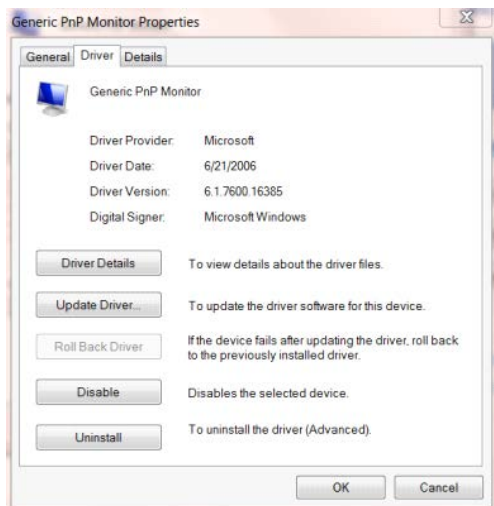 Generic PnP Monitor Properties
General Driver Details
Generic PnP Monitor
Driver Provider: Microsoft
Driver Date: 6/21/2006
Driver Version: 6.1.7600.16385
Digital Signer: Microsoft Windows
Driver Details To view details about the driver files.
Update Driver... To update the driver software for this device.
Roll Back Driver If the device fails after updating the driver, roll back
to the previously installed driver.
Disable Disables the selected device.
Uninstall To uninstall the driver (Advanced).
OK Cancel